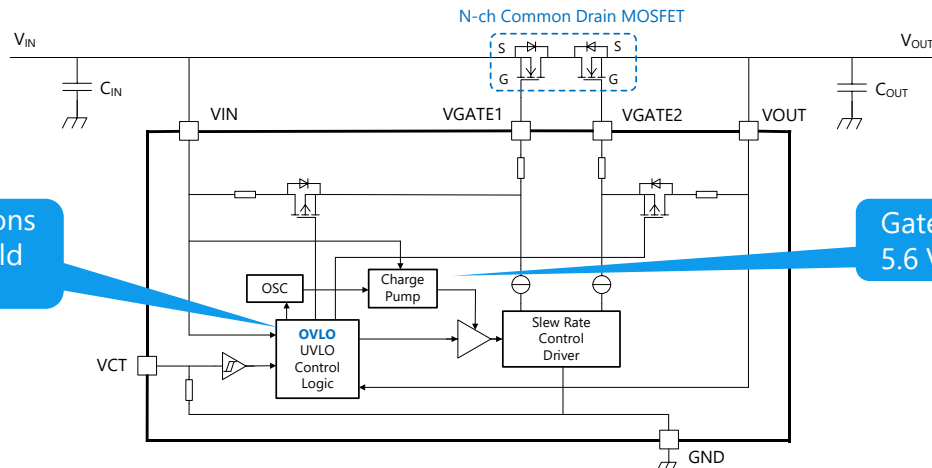 N-ch Common Drain MOSFET
VIN
VOUT
S
S
G
G
CIN
COUT
VIN
VGATE1
VGATE2
VOUT
ons
ld
Gate
5.6 V
OSC
Charge
Pump
OVLO
UVLO
Control
Logic
Slew Rate
Control
Driver
VCT
GND